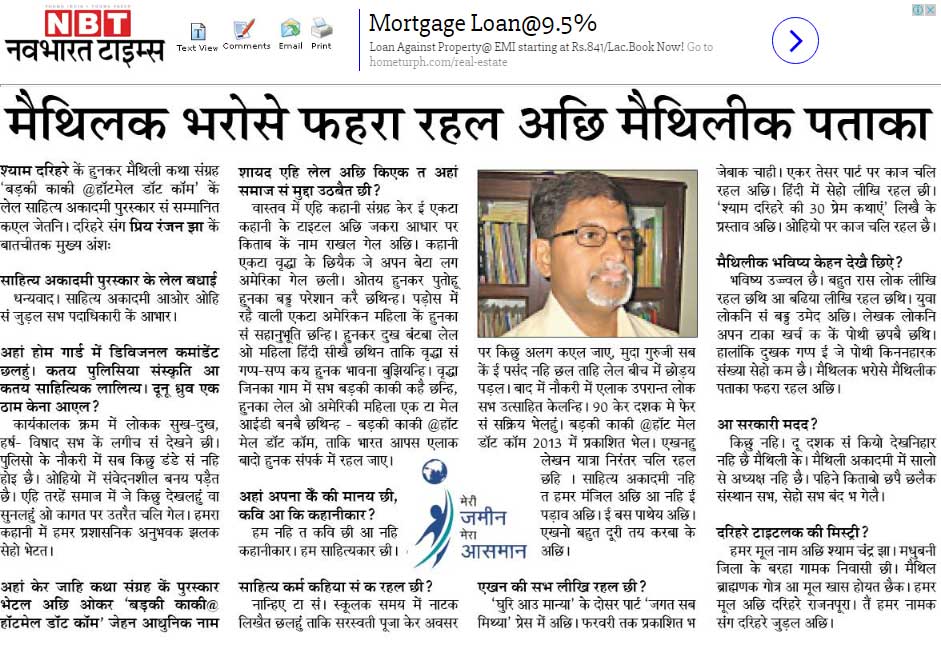 THE TIMES OF INDIA | YOUNG PAPER
NBT
नवभारत टाइम्स
Text View
Comments
Email
Print
Mortgage Loan@9.5%
Loan Against Property@ EMI starting at Rs.841/Lac.Book Now! Go to
hometurph.com/real-estate
मैथिलक भरोसे फहरा रहल अछि मैथिलीक पताका
श्याम दरिहरे कें हुनकर मैथिली कथा संग्रह
'बड़की काकी @हॉटमेल डॉट कॉम' कें
लेल साहित्य अकादमी पुरस्कार सं सम्मानित
कएल जेतनि। दरिहरे संग प्रिय रंजन झा कें
बातचीतक मुख्य अंशः
साहित्य अकादमी पुरस्कार के लेल बधाई
धन्यवाद। साहित्य अकादमी आओर ओहि
सं जुड़ल सभ पदाधिकारी कें आभार।
अहां होम गार्ड में डिविजनल कमांडेंट
छलहुं। कतय पुलिसिया संस्कृति आ
कतय साहित्यिक लालित्य। दूनू ध्रुव एक
ठाम केना आएल?
कार्यकालक क्रम में लोकक सुख-दुख,
हर्ष- विषाद सभ कें लगीच सं देखने छी।
पुलिसो के नौकरी में सब किछु डंडे सं नहि
होइ छै। ओहियो में संवेदनशील बनय पड़ैत
छै। एहि तरहें समाज में जे किछु देखलहुं वा
सुनलहुं ओ कागत पर उतरैत चलि गेल। हमरा
कहानी में हमर प्रशासनिक अनुभवक झलक
सेहो भेटत।
अहां केर जाहि कथा संग्रह कें पुरस्कार
भेटल अछि ओकर 'बड़की काकी@
हॉटमेल डॉट कॉम' जेहन आधुनिक नाम
शायद एहि लेल अछि किएक त अहां
समाज सं मुद्दा उठबैत छी?
वास्तव में एहि कहानी संग्रह केर ई एकटा
कहानी के टाइटल अछि जकरा आधार पर
किताब कें नाम राखल गेल अछि। कहानी
एकटा वृद्धा के छियैक जे अपन बेटा लग
अमेरिका गेल छली। ओतय हुनकर पुतोहू
हुनका बड्ड परेशान करै छथिन्ह। पड़ोस में
रहै वाली एकटा अमेरिकन महिला कें हुनका
सं सहानुभूति छन्हि। हुनकर दुख बंटबा लेल
ओ महिला हिंदी सीखै छथिन ताकि वृद्धा सं
गप्प-सप्प कय हुनक भावना बुझियन्हि। वृद्धा
जिनका गाम में सभ बड़की काकी कहै छन्हि,
हुनका लेल ओ अमेरिकी महिला एक टा मेल
आईडी बनबै छथिन्ह - बड़की काकी @हॉट
मेल डॉट कॉम, ताकि भारत आपस एलाक
बादो हुनक संपर्क में रहल जाए।
अहां अपना कें की मानय छी,
कवि आ कि कहानीकार?
हम नहि त कवि छी आ नहि
कहानीकार। हम साहित्यकार छी।
साहित्य कर्म कहिया सं क रहल छी?
नान्हिए टा सं। स्कूलक समय में नाटक
लिखैत छलहुं ताकि सरस्वती पूजा केर अवसर
पर किछु अलग कएल जाए, मुदा गुरुजी सब
कें ई पसंद नहि छल ताहि लेल बीच में छोड़य
पड़ल। बाद में नौकरी में एलाक उपरान्त लोक
सभ उत्साहित केलन्हि। 90 केर दशक मे फेर
सं सक्रिय भेलहुं। बड़की काकी @हॉट मेल
डॉट कॉम 2013 में प्रकाशित भेल। एखनहु
लेखन यात्रा निरंतर चलि रहल
छहि । साहित्य अकादमी नहि
त हमर मंजिल अछि आ नहि ई
पड़ाव अछि। ई बस पाथेय अछि।
एखनो बहुत दूरी तय करबा के
अछि।
मेरी
जमीन
मेरा
आसमान
एखन की सभ लीखि रहल छी?
'घुरि आउ मान्या' के दोसर पार्ट 'जगत सब
मिथ्या' प्रेस में अछि। फरवरी तक प्रकाशित भ
जेबाक चाही। एकर तेसर पार्ट पर काज चलि
रहल अछि। हिंदी में सेहो लीखि रहल छी।
'श्याम दरिहरे की 30 प्रेम कथाएं' लिखै के
प्रस्ताव अछि। ओहियो पर काज चलि रहल छै।
मैथिलीक भविष्य केहन देखै छिऐ?
भविष्य उज्ज्वल छै। बहुत रास लोक लीखि
रहल छथि आ बढिया लीखि रहल छथि। युवा
लोकनि सं बड्ड उमेद अछि। लेखक लोकनि
अपन टाका खर्च क कें पोथी छपबै छथि।
हालांकि दुखक गप्प ई जे पोथी किननहारक
संख्या सेहो कम छै। मैथिलक भरोसे मैथिलीक
पताका फहरा रहल अछि।
आ सरकारी मदद?
किछु नहि। दू दशक सं कियो देखनिहार
नहि छै मैथिली के। मैथिली अकादमी में सालो
से अध्यक्ष नहि छै। पहिने किताबो छपै छलैक
संस्थान सभ, सेहो सभ बंद भ गेलै।
दरिहरे टाइटलक की मिस्ट्री?
हमर मूल नाम अछि श्याम चंद्र झा। मधुबनी
जिला के बरहा गामक निवासी छी। मैथिल
ब्राह्मणक गोत्र आ मूल खास होयत छैक। हमर
मूल अछि दरिहरे राजनपूरा। तैं हमर नामक
संग दरिहरे जुड़ल अछि।